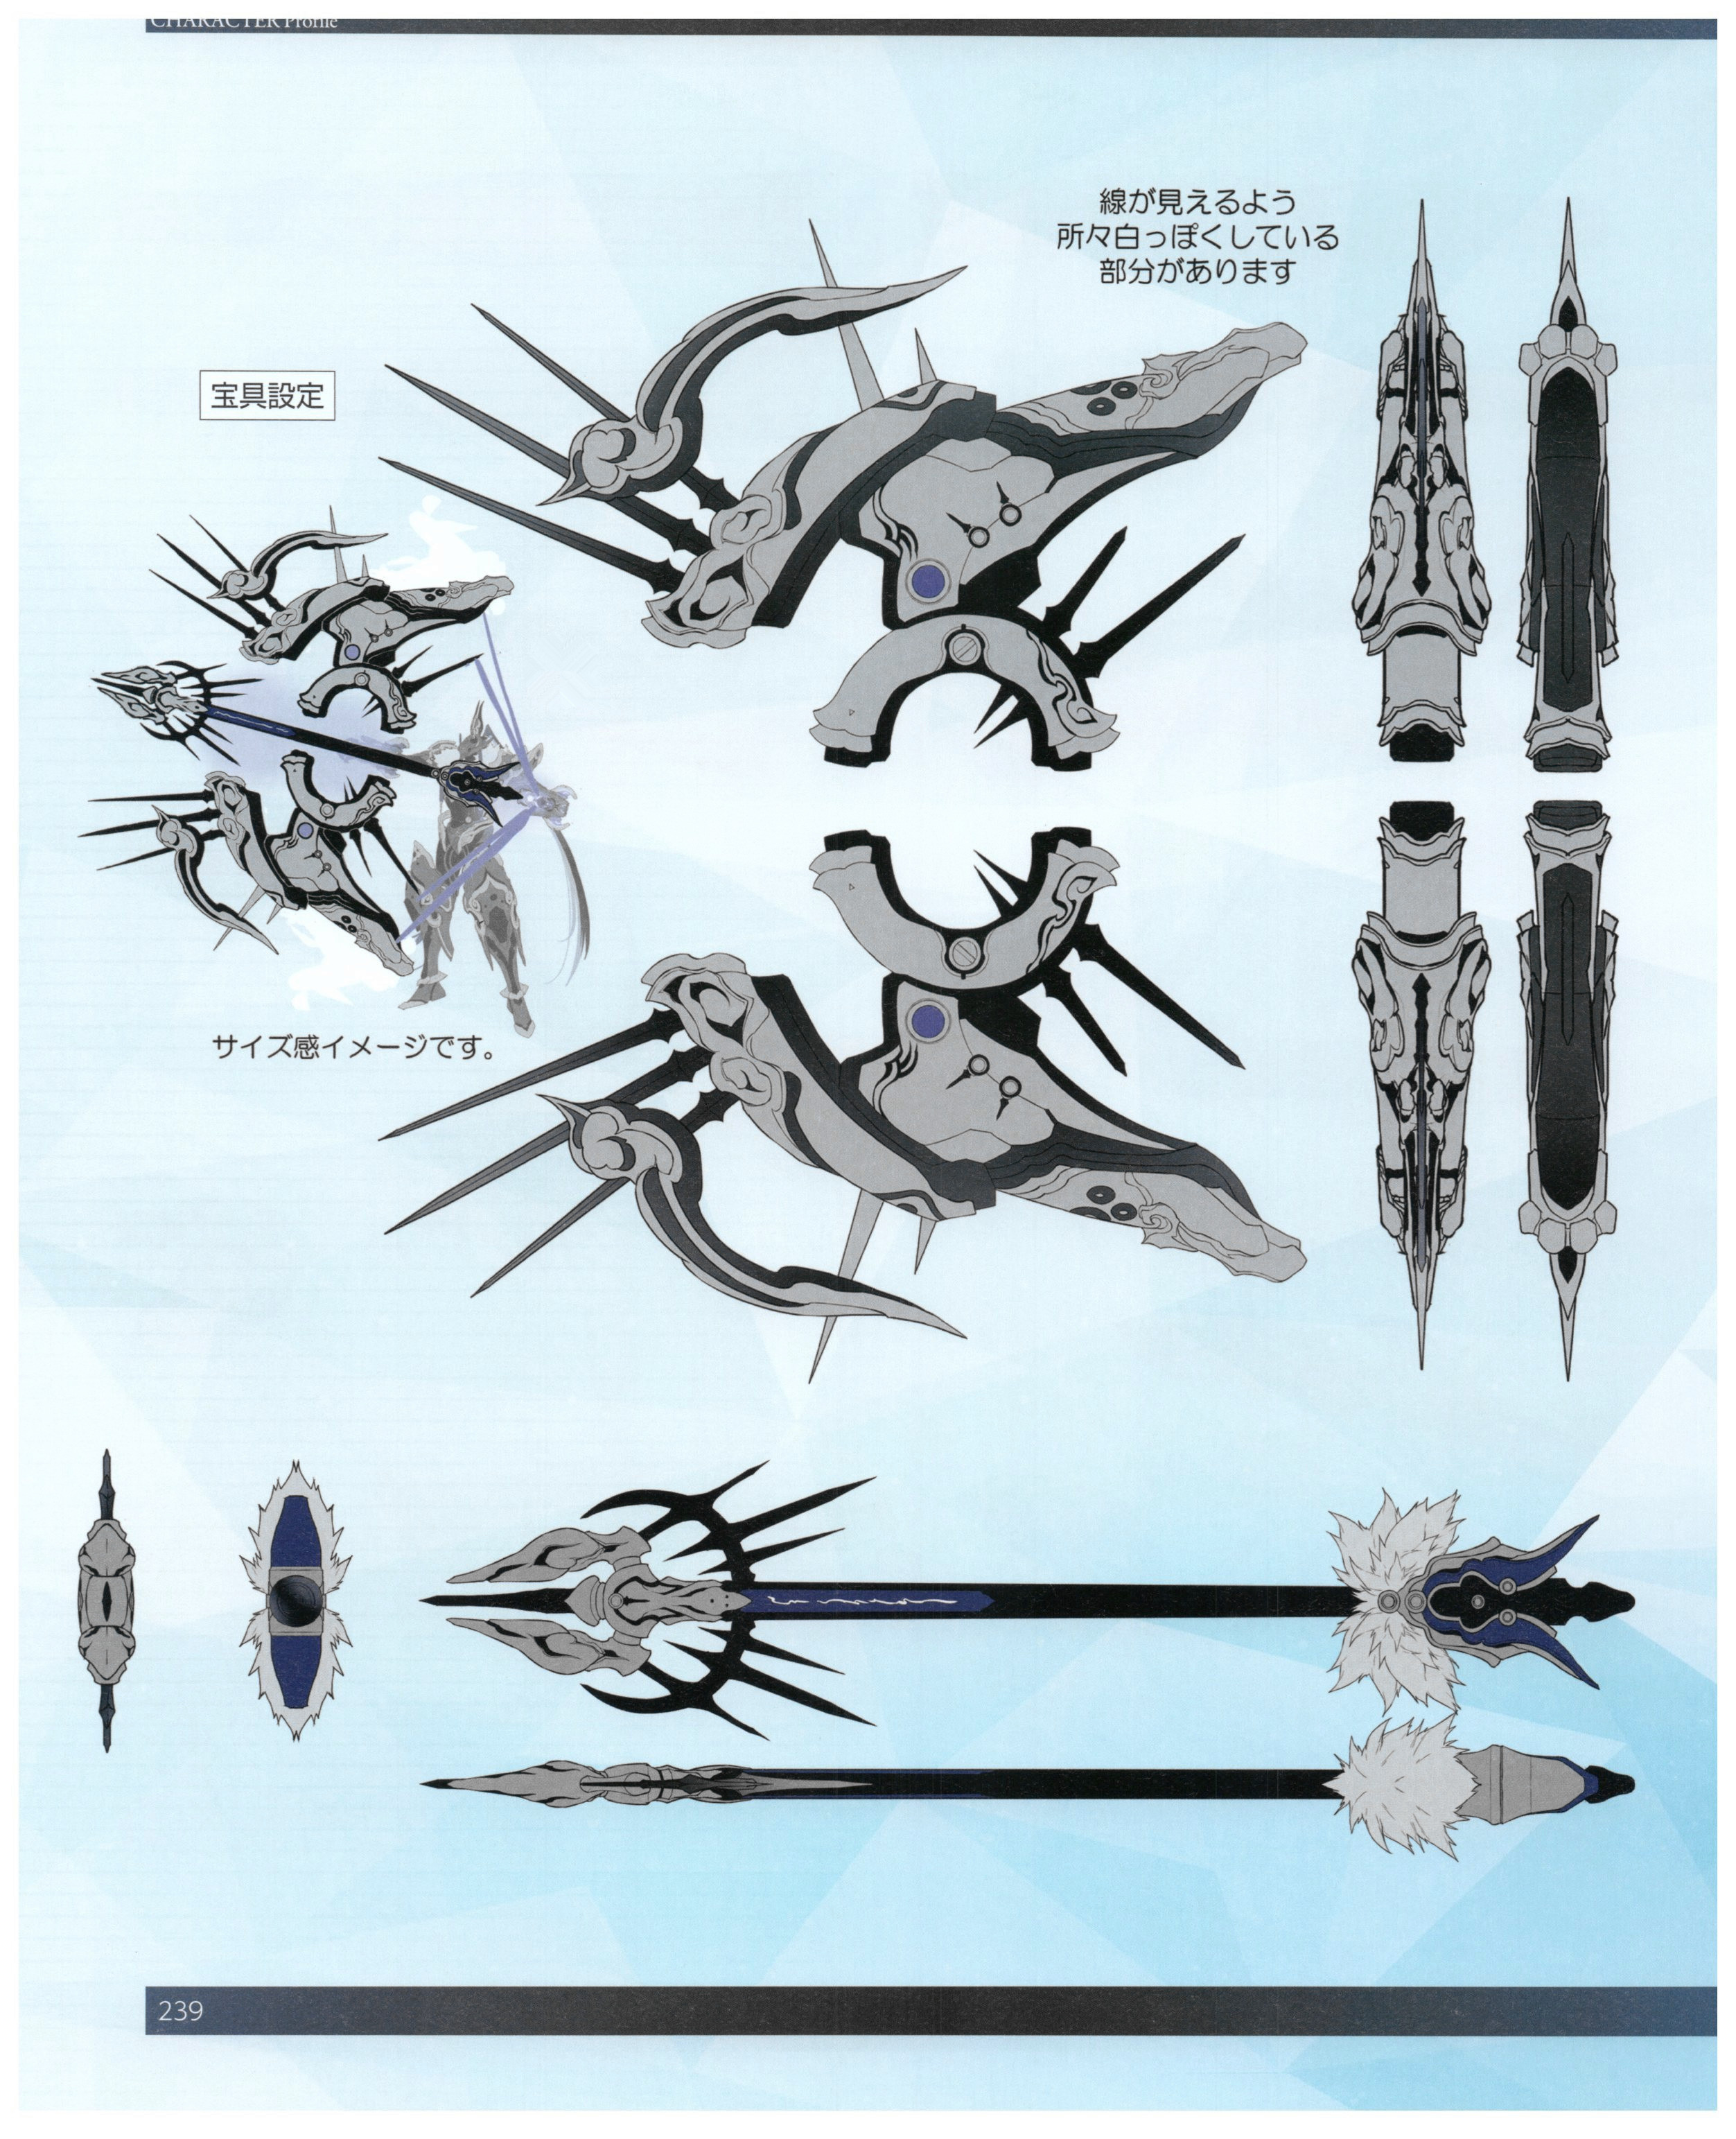 CHARACTER Profile
線が見えるよう
所々白っぽくしている
部分があります
宝具設定
サイズ感イメージです。
239